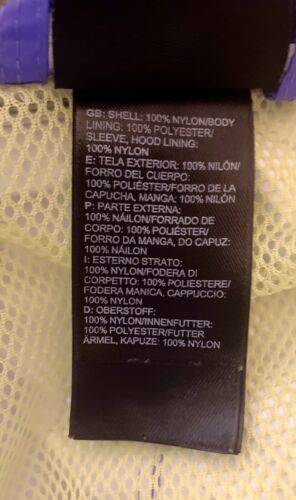 GB: SHELL: 100% NYLON/BODY
LINING: 100% POLYESTER/
SLEEVE, HOOD LINING:
100% NYLON
E: TELA EXTERIOR: 100% NILÓN/
FORRO DEL CUERPO:
100% POLIÉSTER/FORRO DE LA
CAPUCHA, MANGA: 100% NILÓN
P: PARTE EXTERNA:
100% NÁILON/FORRADO DE
CORPO: 100% POLIÉSTER/
FORRO DA MANGA, DO CAPUZ:
100% NÁILON
I: ESTERNO STRATO:
100% NYLON/FODERA DI
CORPETTO: 100% POLIESTERE/
FODERA MANICA, CAPPUCCIO:
100% NYLON
D: OBERSTOFF:
100% NYLON/INNENFUTTER:
100% POLYESTER/FUTTER
ÄRMEL, KAPUZE: 100% NYLON